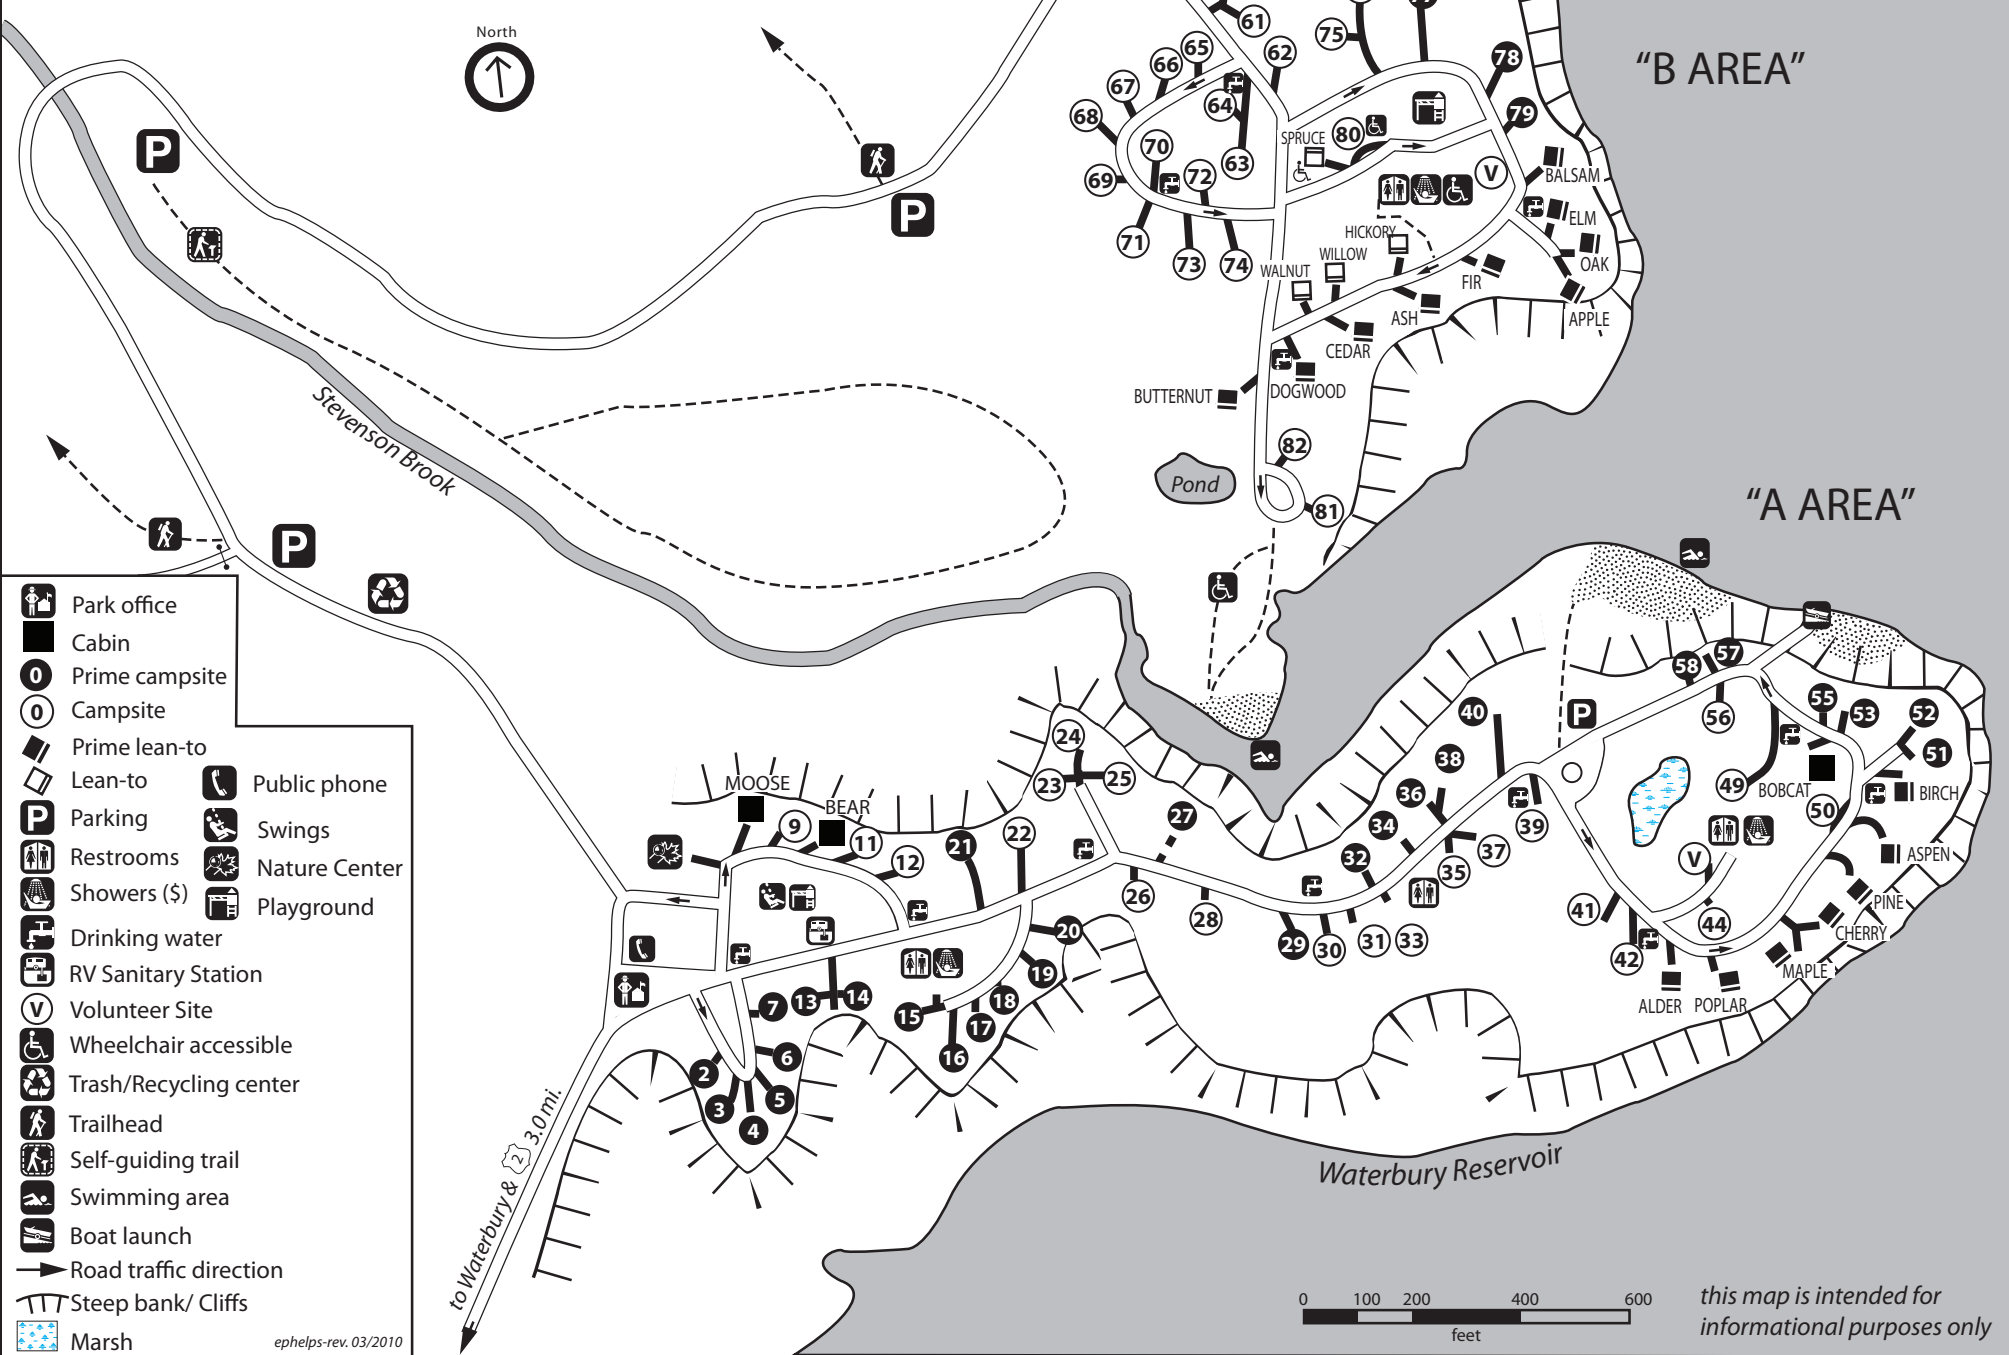 North
"B AREA"
61
75
65
62
66
78
67
64
68
79
SPRUCE
80
70
63
V
69
72
BALSAM
ELM
HICKORY
71
73
74
WILLOW
OAK
WALNUT
FIR
ASH
APPLE
CEDAR
DOGWOOD
BUTTERNUT
P
P
Stevenson Brook
82
Pond
81
"A AREA"
P
Park office
Cabin
0 Prime campsite
0 Campsite
Prime lean-to
Lean-to
P Parking
Restrooms
Showers ($)
Drinking water
RV Sanitary Station
V Volunteer Site
Wheelchair accessible
Trash/Recycling center
Trailhead
Self-guiding trail
Swimming area
Boat launch
Road traffic direction
Steep bank/ Cliffs
Marsh
Public phone
Swings
Nature Center
Playground
ephelps-rev. 03/2010
57
58
40
P
56
55
53
52
51
24
23
25
38
MOOSE
BEAR
49
BOBCAT
BIRCH
9
27
36
50
11
22
34
39
21
12
37
ASPEN
32
35
V
26
PINE
28
41
44
CHERRY
20
29
30
31
33
42
19
MAPLE
7
13
14
18
ALDER
POPLAR
15
17
16
6
2
5
3
4
to Waterbury & 2 3.0 mi.
Waterbury Reservoir
0 100 200 400 600
feet
this map is intended for
informational purposes only